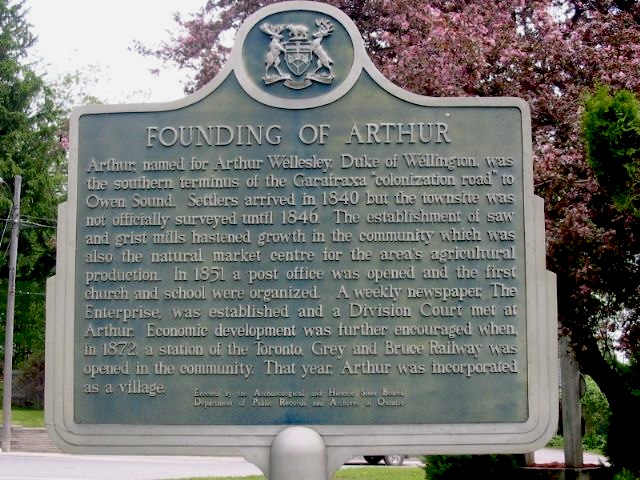 FOUNDING OF ARTHUR
Arthur, named for Arthur Wellesley, Duke of Wellington, was
the southern terminus of the Garafraxa "colonization road" to
Owen Sound. Settlers arrived in 1840 but the townsite was
not officially surveyed until 1846. The establishment of saw
and grist mills hastened growth in the community which was
also the natural market centre for the area's agricultural
production. In 1851 a post office was opened and the first
church and school were organized. A weekly newspaper, The
Enterprise, was established and a Division Court met at
Arthur. Economic development was further encouraged when,
in 1872, a station of the Toronto, Grey and Bruce Railway was
opened in the community. That year, Arthur was incorporated
as a village.
Erected by the Archaeological and Historic Sites Board,
Department of Public Records and Archives of Ontario